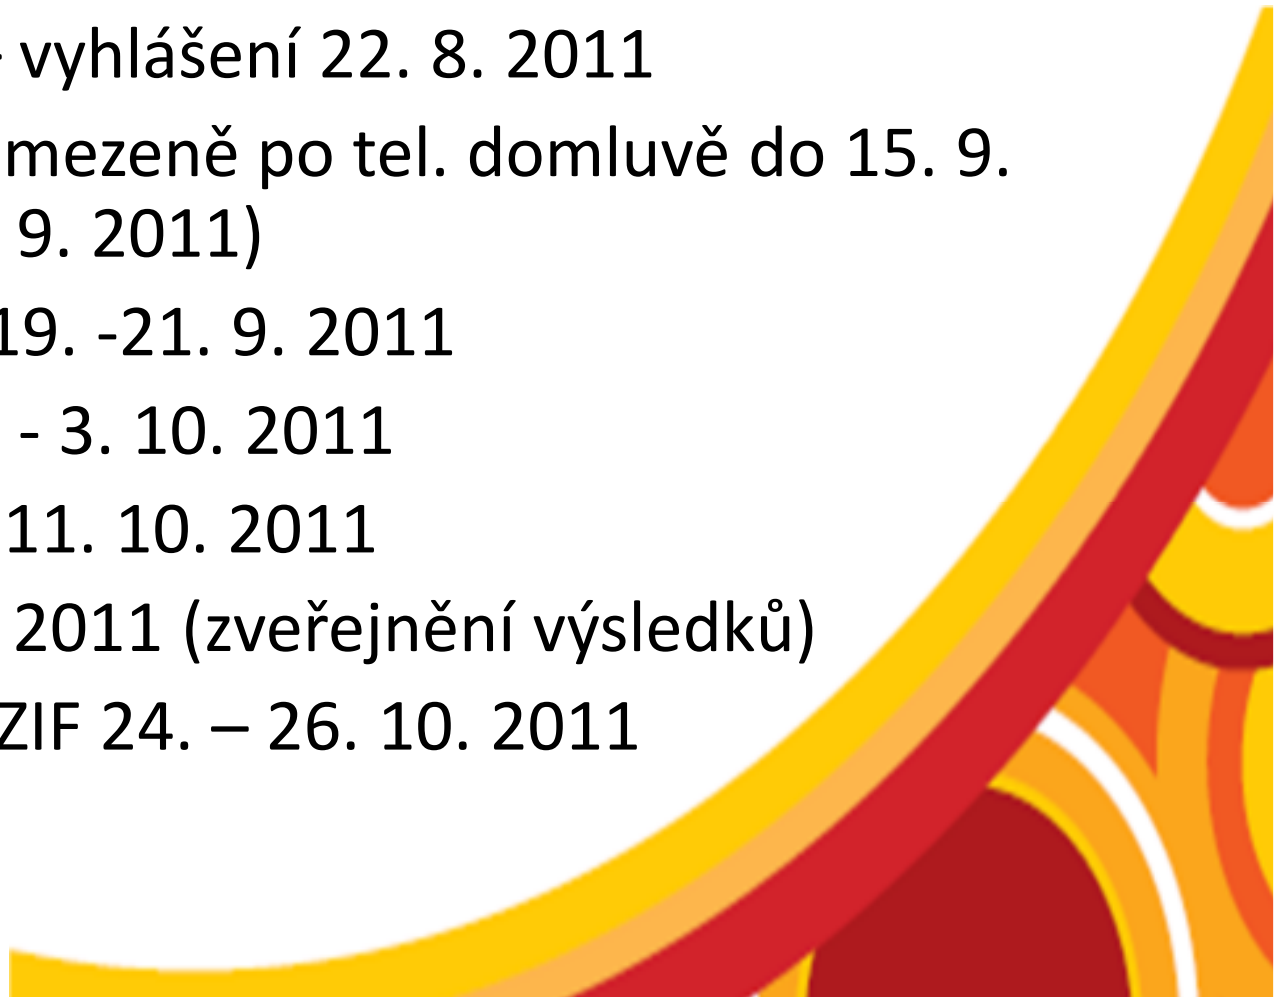 - vyhlášení 22. 8. 2011
mezeně po tel. domluvě do 15. 9.
9. 2011)
19. -21. 9. 2011
- 3. 10. 2011
11. 10. 2011
2011 (zveřejnění výsledků)
ZIF 24. – 26. 10. 2011